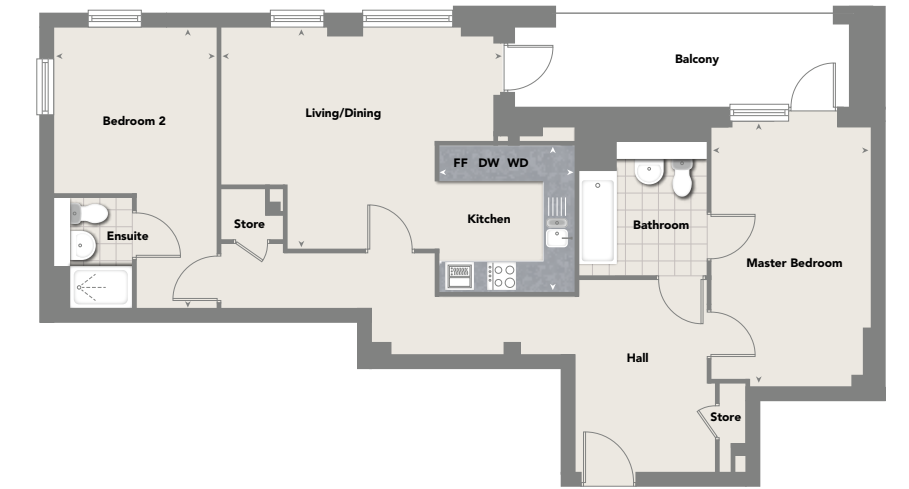 Balcony
Bedroom 2
Living/Dining
FF DW WD
Kitchen
Store
Bathroom
Ensuite
Master Bedroom
Hall
Store